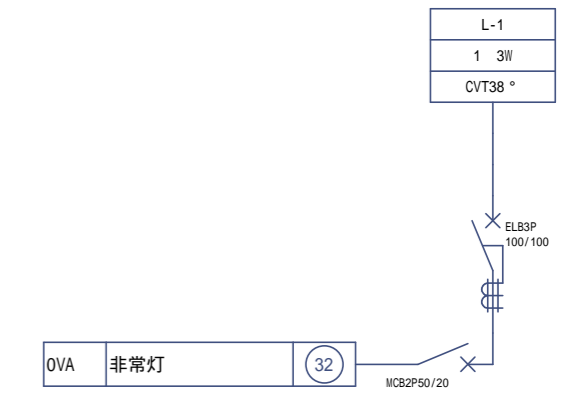 L-1
1 3W
CVT38 °
ELB3P
100/100
0VA 非常灯 32
MCB2P50/20